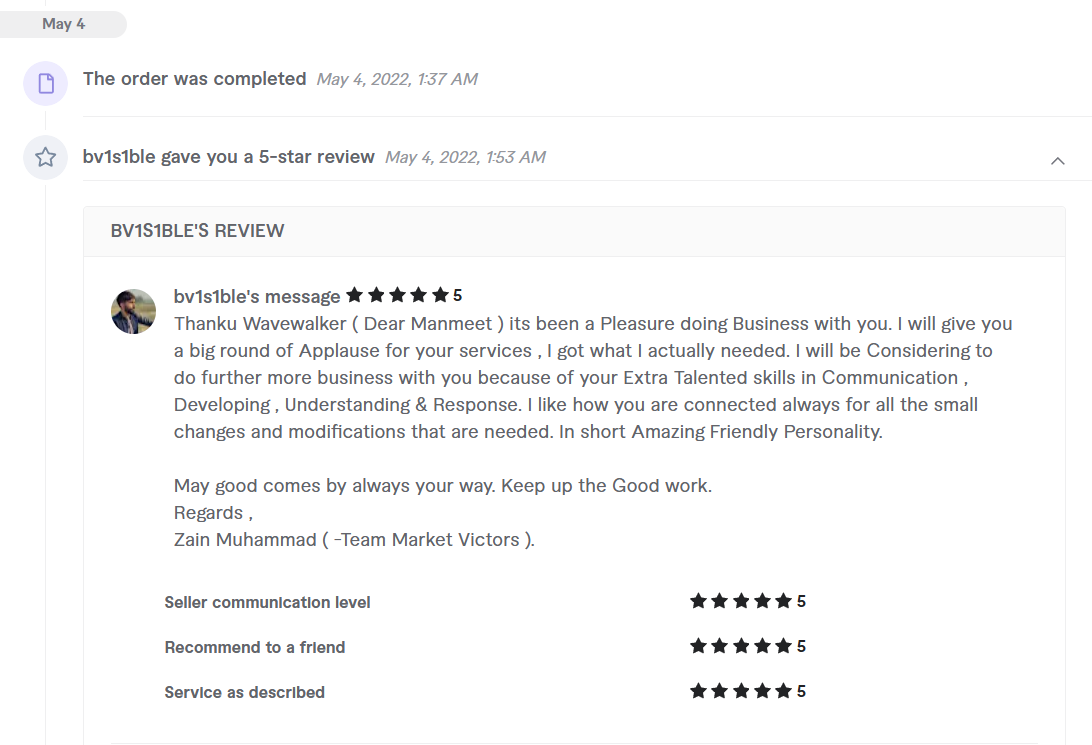 May 4
The order was completed May 4, 2022, 1:37 AM
bv1s1ble gave you a 5-star review May 4, 2022, 1:53 AM
BV1S1BLE'S REVIEW
bv1s1ble's message ★★★★★ 5
Thanku Wavewalker ( Dear Manmeet ) its been a Pleasure doing Business with you. I will give you
a big round of Applause for your services , I got what I actually needed. I will be Considering to
do further more business with you because of your Extra Talented skills in Communication ,
Developing , Understanding & Response. I like how you are connected always for all the small
changes and modifications that are needed. In short Amazing Friendly Personality.
May good comes by always your way. Keep up the Good work.
Regards ,
Zain Muhammad ( -Team Market Victors ).
Seller communication level ★★★★★ 5
Recommend to a friend ★★★★★ 5
Service as described ★★★★★ 5